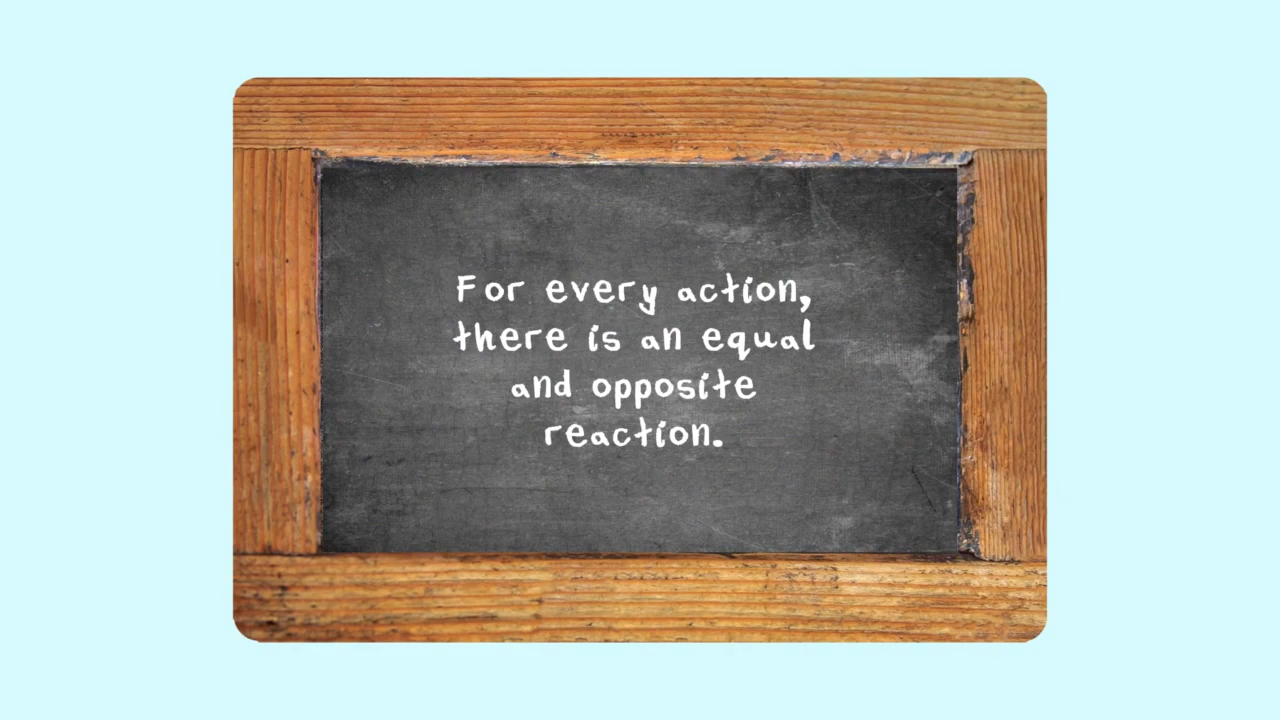 For every action,
there is an equal
and opposite
reaction.